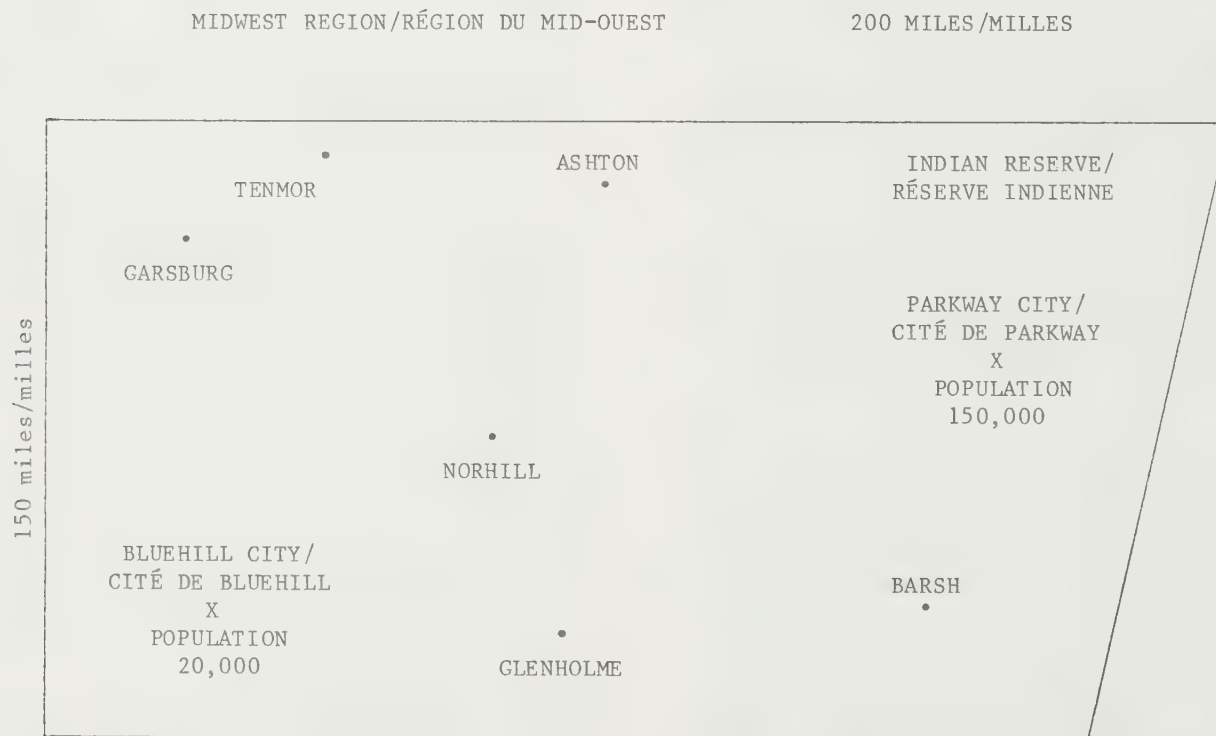 MIDWEST REGION/RÉGION DU MID-OUEST 200 MILES/MILLES
ASHTON
INDIAN RESERVE/
RÉSERVE INDIENNE
TENMOR
GARSBURG
PARKWAY CITY/
CITÉ DE PARKWAY
X
POPULATION
150,000
150 miles/milles
NORHILL
BLUEHILL CITY/
CITÉ DE BLUEHILL
X
POPULATION
20,000
BARSH
GLENHOLME